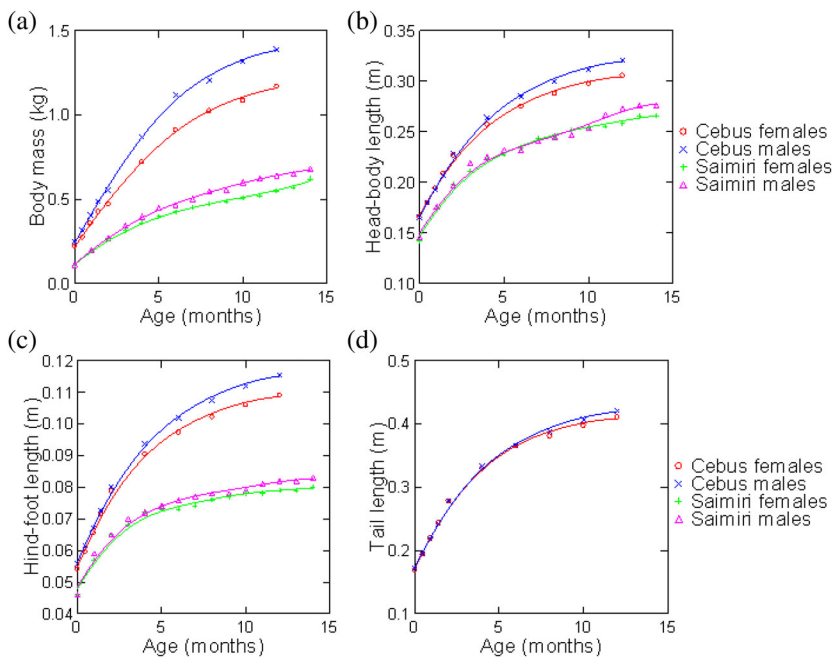 (a)
1.5
1.0
0.5
0.0
Body mass (kg)
0
5
10
15
Age (months)
(b)
0.35
0.30
0.25
0.20
0.15
0.10
Head-body length (m)
0
5
10
15
Age (months)
Cebus females
Cebus males
Saimiri females
Saimiri males
(c)
0.12
0.11
0.10
0.09
0.08
0.07
0.06
0.05
0.04
Hind-foot length (m)
0
5
10
15
Age (months)
(d)
0.5
0.4
0.3
0.2
0.1
Tail length (m)
0
5
10
15
Age (months)
Cebus females
Cebus males
Saimiri females
Saimiri males